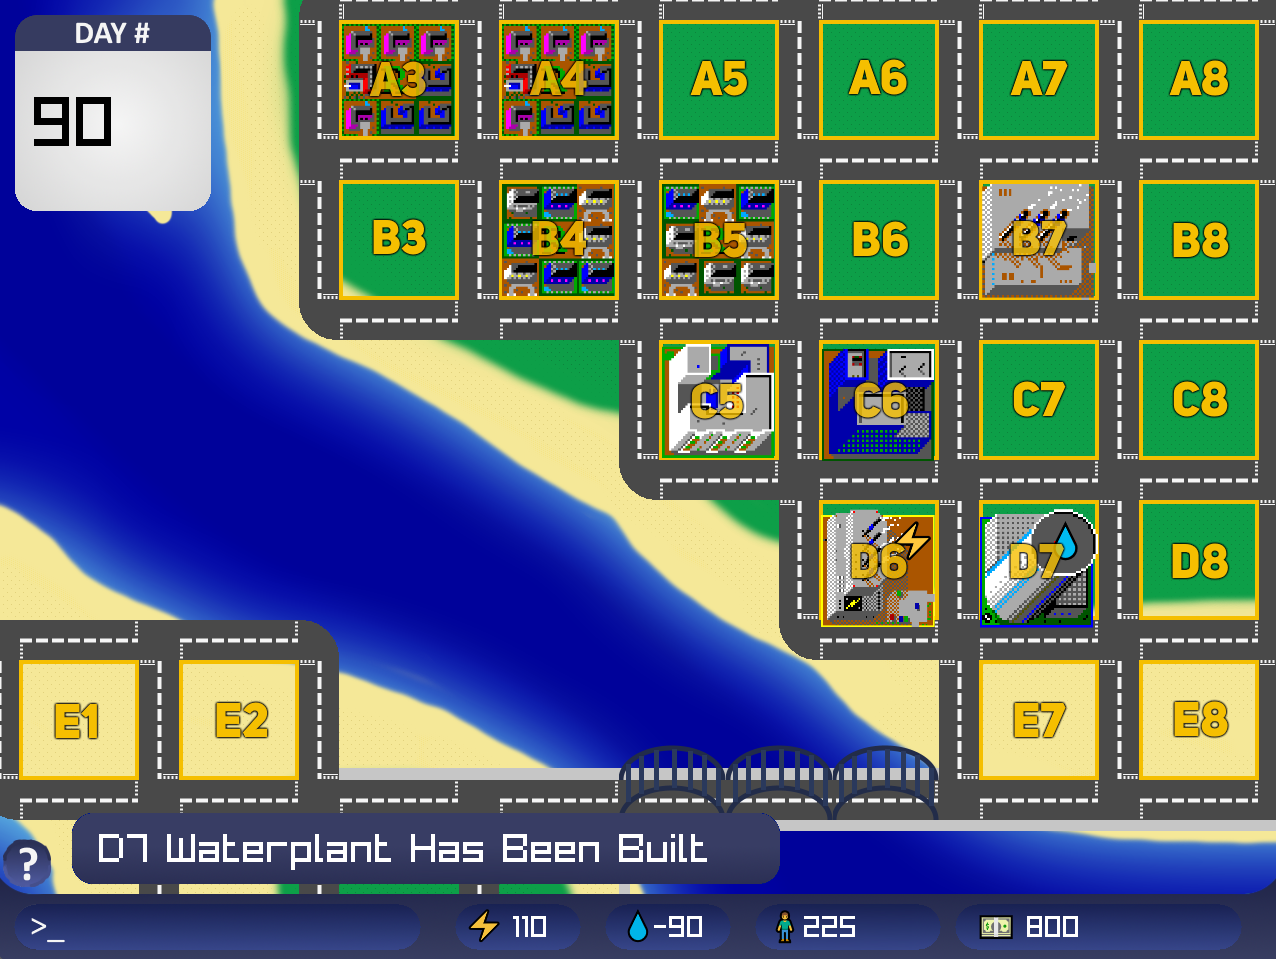 DAY #
90
A3 A4 A5 A6 A7 A8
B3 B4 B5 B6 B7 B8
C5 C6 C7 C8
D6 D7 D8
E1 E2 E7 E8
D7 Waterplant Has Been Built
?
>_ 110 -90 225 800